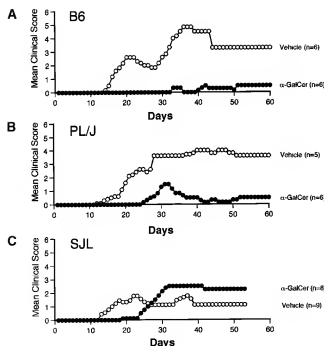 A B6
Mean Clinical Score
6
5
4
3
2
1
0
Vehicle (n=6)
α-GalCer (n=6)
0 10 20 30 40 50 60
Days
B PL/J
Mean Clinical Score
6
5
4
3
2
1
0
Vehicle (n=5)
α-GalCer (n=6
0 10 20 30 40 50 60
Days
C SJL
Mean Clinical Score
6
5
4
3
2
1
0
α-GalCer (n=8
Vehicle (n=9)
0 10 20 30 40 50 60
Days